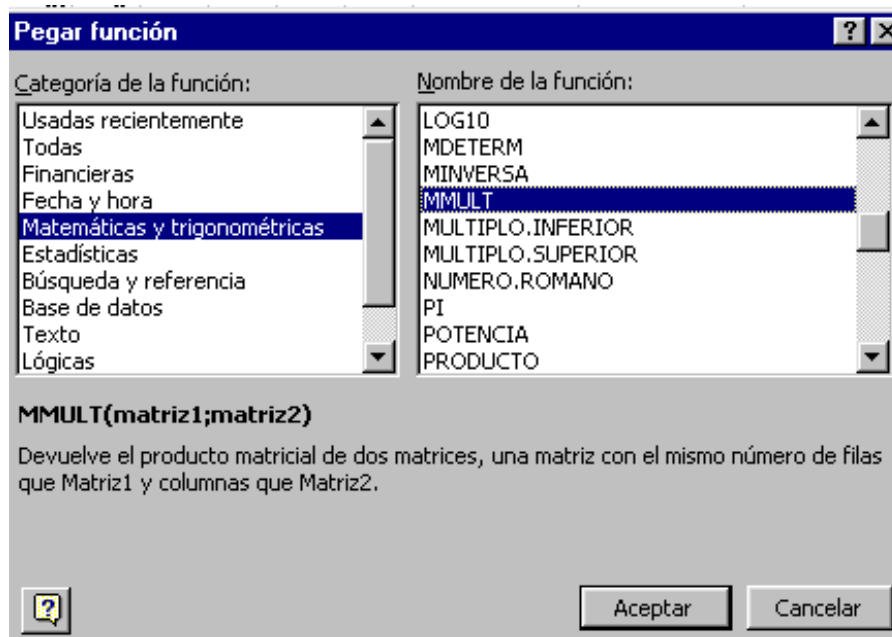 Pegar función
Categoría de la función:
Usadas recientemente
Todas
Financieras
Fecha y hora
Matemáticas y trigonométricas
Estadísticas
Búsqueda y referencia
Base de datos
Texto
Lógicas
Nombre de la función:
LOG10
MDETERM
MINVERSA
MMULT
MULTIPLO.INFERIOR
MULTIPLO.SUPERIOR
NUMERO.ROMANO
PI
POTENCIA
PRODUCTO
MMULT(matriz1;matriz2)
Devuelve el producto matricial de dos matrices, una matriz con el mismo número de filas
que Matriz1 y columnas que Matriz2.
Aceptar
Cancelar